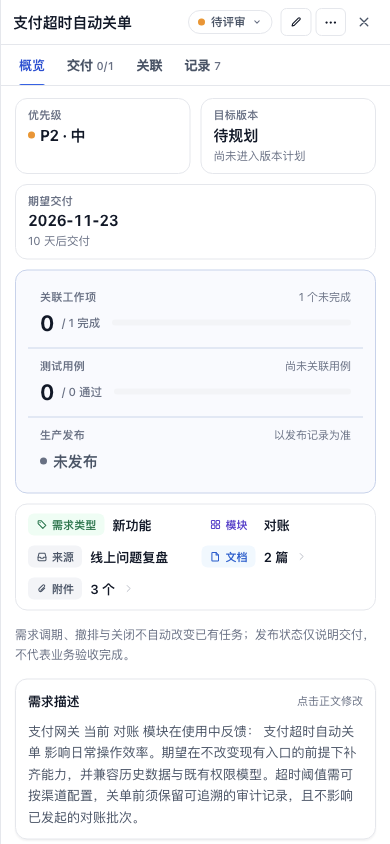 支付超时自动关单
待评审
概览 交付 0/1 关联 记录 7
优先级
P2 · 中
目标版本
待规划
尚未进入版本计划
期望交付
2026-11-23
10 天后交付
关联工作项 1 个未完成
0 / 1 完成
测试用例 尚未关联用例
0 / 0 通过
生产发布 以发布记录为准
未发布
需求类型 新功能 模块 对账
来源 线上问题复盘 文档 2 篇
附件 3 个
需求调期、撤排与关闭不自动改变已有任务；发布状态仅说明交付，
不代表业务验收完成。
需求描述 点击正文修改
支付网关 当前 对账 模块在使用中反馈： 支付超时自动关
单 影响日常操作效率。期望在不改变现有入口的前提下补
齐能力，并兼容历史数据与既有权限模型。超时阈值需可
按渠道配置，关单前须保留可追溯的审计记录，且不影响
已发起的对账批次。